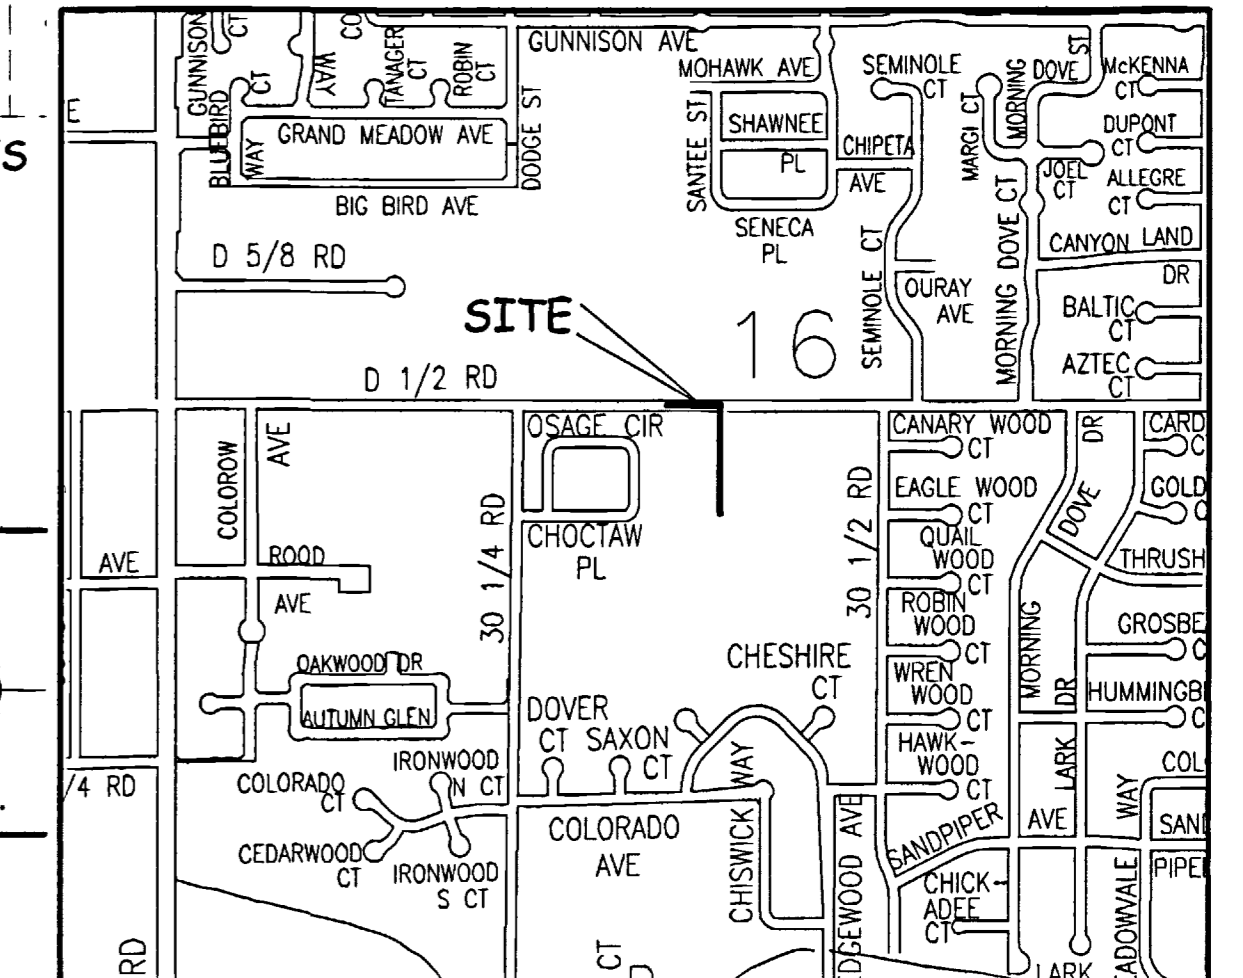 GUNNISON
CT
WAY
CO
TANAGER
CT
ROBIN
CT
GUNNISON AVE
MOHAWK AVE
SEMINOLE
CT
MORNING
DOVE
ST
McKENNA
CT
DUPONT
CT
ALLEGRE
CT
E
S
CT
BLUEBIRD
WAY
GRAND MEADOW AVE
DODGE ST
BIG BIRD AVE
SANTEE ST
SHAWNEE
PL
CHIPETA
AVE
SENECA
PL
MARGI CT
JOEL
CT
CANYON LAND
DR
D 5/8 RD
SEMINOLE CT
OURAY
AVE
MORNING DOVE CT
BALTIC
CT
AZTEC
CT
SITE
16
D 1/2 RD
COLOROW
AVE
OSAGE CIR
CHOCTAW
PL
30 1/4 RD
30 1/2 RD
CANARY WOOD
CT
EAGLE WOOD
CT
QUAIL
WOOD
CT
ROBIN
WOOD
CT
WREN
WOOD
CT
HAWK-
WOOD
CT
DR
DOVE
MORNING
CARD
C
GOLD
C
THRUSH
GROSBE
C
HUMMINGB
C
AVE
ROOD
AVE
OAKWOOD DR
AUTUMN GLEN
CHESHIRE
CT
DOVER
CT
SAXON
CT
DR
LARK
WAY
COL
/4 RD
COLORADO
CT
IRONWOOD
N CT
CEDARWOOD
CT
IRONWOOD
S CT
COLORADO
AVE
CHISWICK
WAY
EDGEWOOD AVE
SANDPIPER
AVE
SAND
PIPER
CHICK-
ADEE
CT
EADOWVALE
LARK
RD
CT